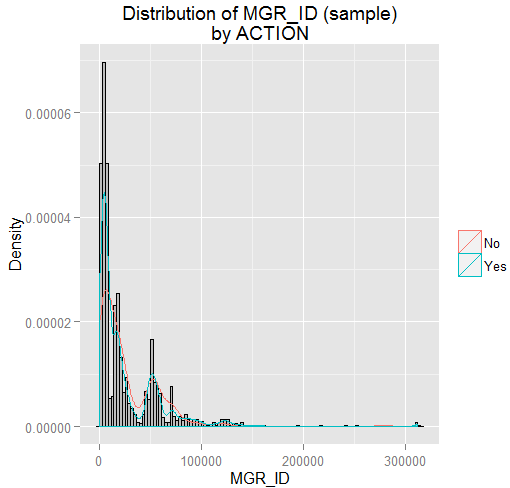 Distribution of MGR_ID (sample)
by ACTION
Density
0.00006
0.00004
0.00002
0.00000
0
100000
200000
300000
MGR_ID
No
Yes